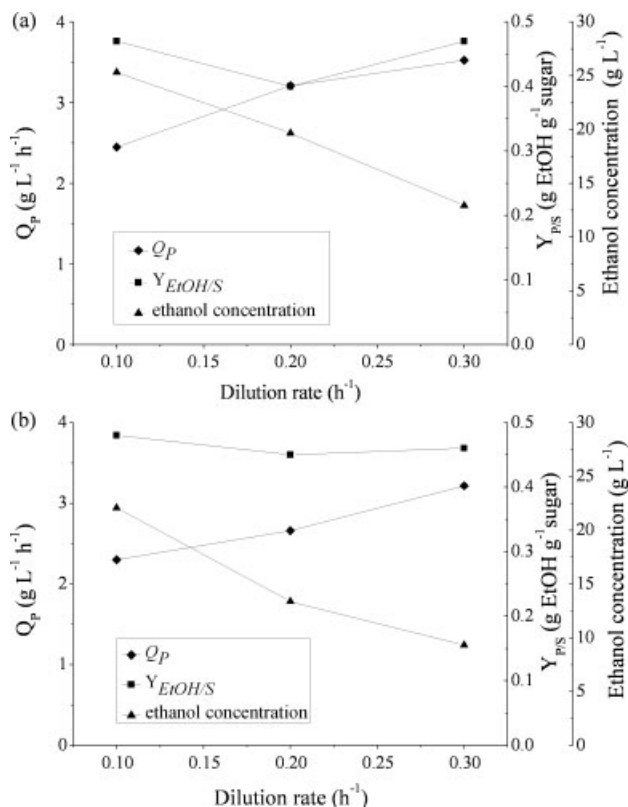 (a)
4
3
2
1
0
Q_P (g L⁻¹ h⁻¹)
0.10
0.15
0.20
0.25
0.30
Dilution rate (h⁻¹)
0.5
0.4
0.3
0.2
0.1
0.0
Y_P/S (g EtOH g⁻¹ sugar)
30
25
20
15
10
5
0
Ethanol concentration (g L⁻¹)
Q_P
Y_EtOH/S
ethanol concentration
(b)
4
3
2
1
0
Q_P (g L⁻¹ h⁻¹)
0.10
0.15
0.20
0.25
0.30
Dilution rate (h⁻¹)
0.5
0.4
0.3
0.2
0.1
0.0
Y_P/S (g EtOH g⁻¹ sugar)
30
25
20
15
10
5
0
Ethanol concentration (g L⁻¹)
Q_P
Y_EtOH/S
ethanol concentration